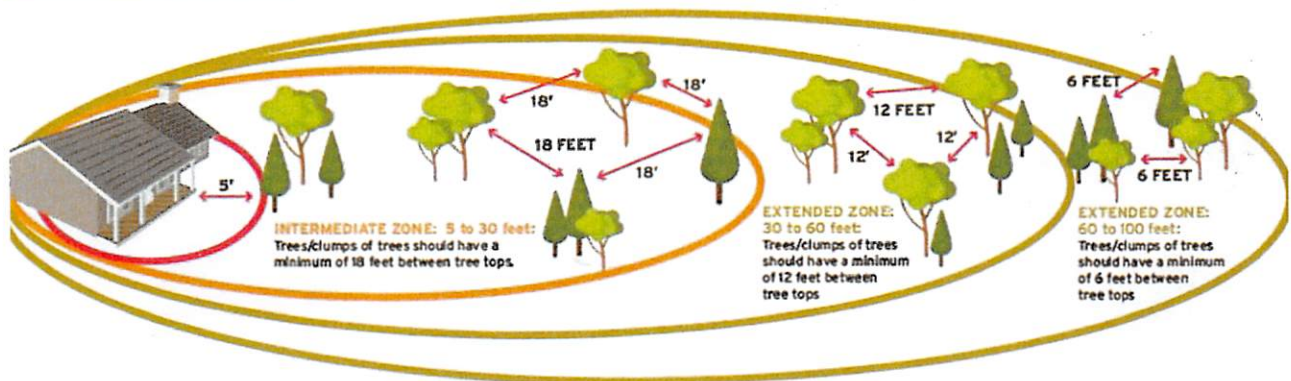 5'
INTERMEDIATE ZONE: 5 to 30 feet:
Trees/clumps of trees should have a
minimum of 18 feet between tree tops.
18'
18'
18 FEET
18'
12 FEET
12'
12'
EXTENDED ZONE:
30 to 60 feet:
Trees/clumps of trees
should have a minimum
of 12 feet between
tree tops
6 FEET
6 FEET
EXTENDED ZONE:
60 to 100 feet:
Trees/clumps of trees
should have a minimum
of 6 feet between
tree tops